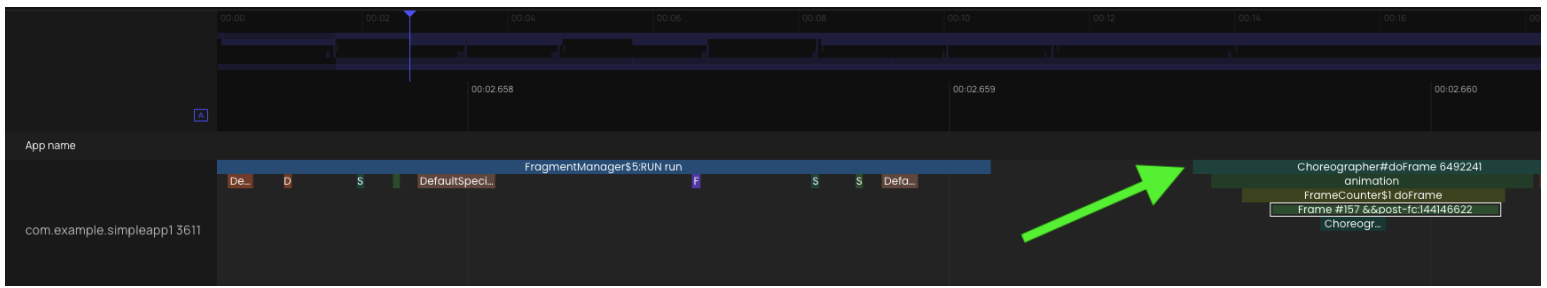 00:00 00:02 00:04 00:06 00:08 00:10 00:12 00:14 00:16 00
00:02.658 00:02.659 00:02.660
A
App name
FragmentManager$5:RUN run Choreographer#doFrame 6492241
De... D S DefaultSpeci... F S S Defa... animation
FrameCounter$1 doFrame
Frame #157 &&post-fc:144146622
com.example.simpleapp1 3611 Choreogr...